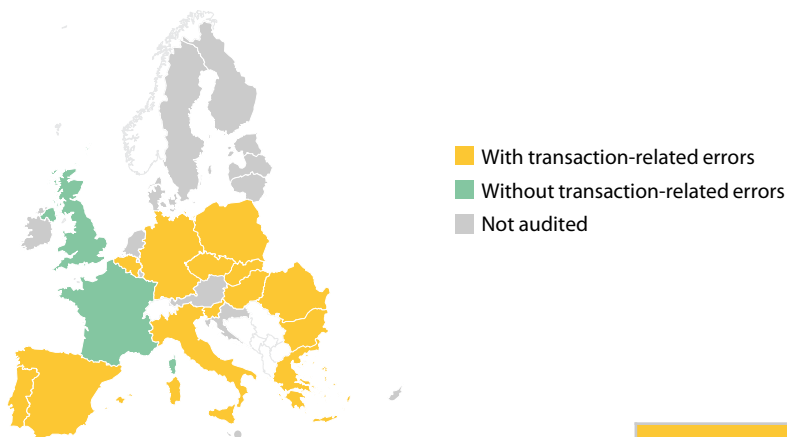 With transaction-related errors
Without transaction-related errors
Not audited